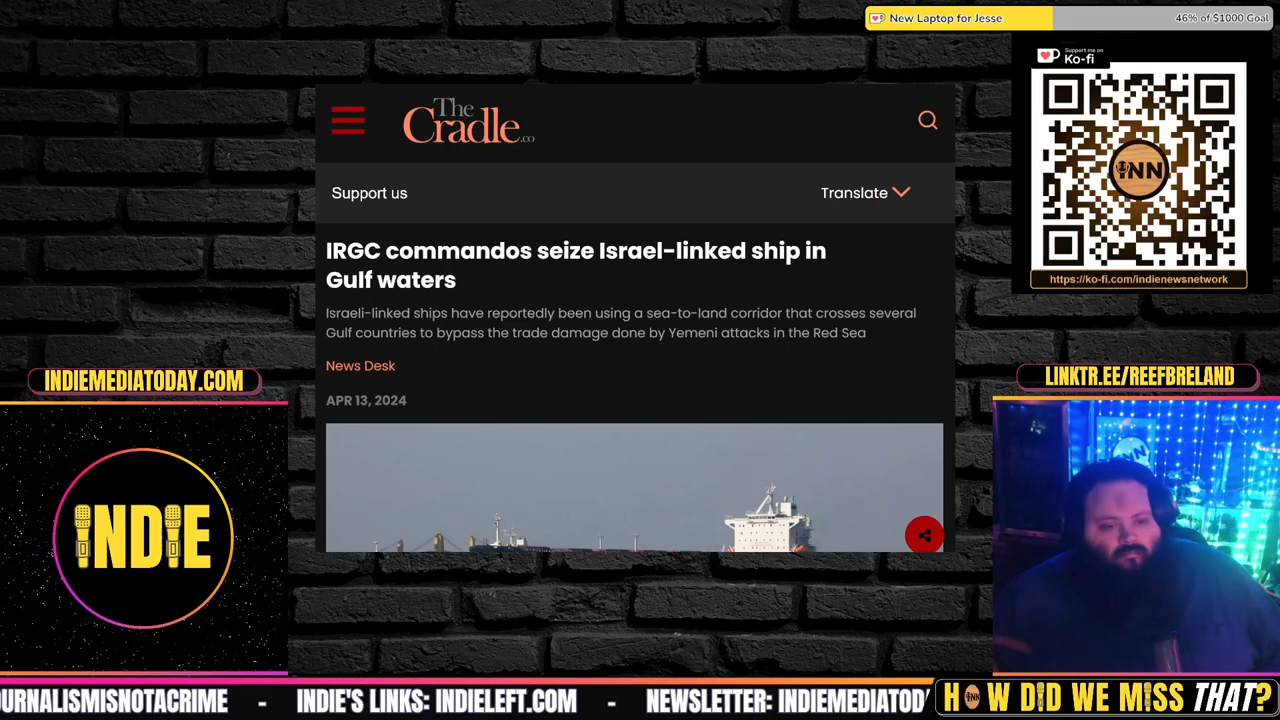 New Laptop for Jesse
46% of $1000 Goal
Support me on
Ko-fi
The
Cradle.co
Support us
Translate
IRGC commandos seize Israel-linked ship in
Gulf waters
Israeli-linked ships have reportedly been using a sea-to-land corridor that crosses several
Gulf countries to bypass the trade damage done by Yemeni attacks in the Red Sea
News Desk
APR 13, 2024
iNN
https://ko-fi.com/indienewsnetwork
INDIEMEDIATODAY.COM
LINKTR.EE/REEFBRELAND
INDIE
OURNALISMISNOTACRIME - INDIE'S LINKS: INDIELEFT.COM - NEWSLETTER: INDIEMEDIATOD
HOW DID WE MISS THAT?